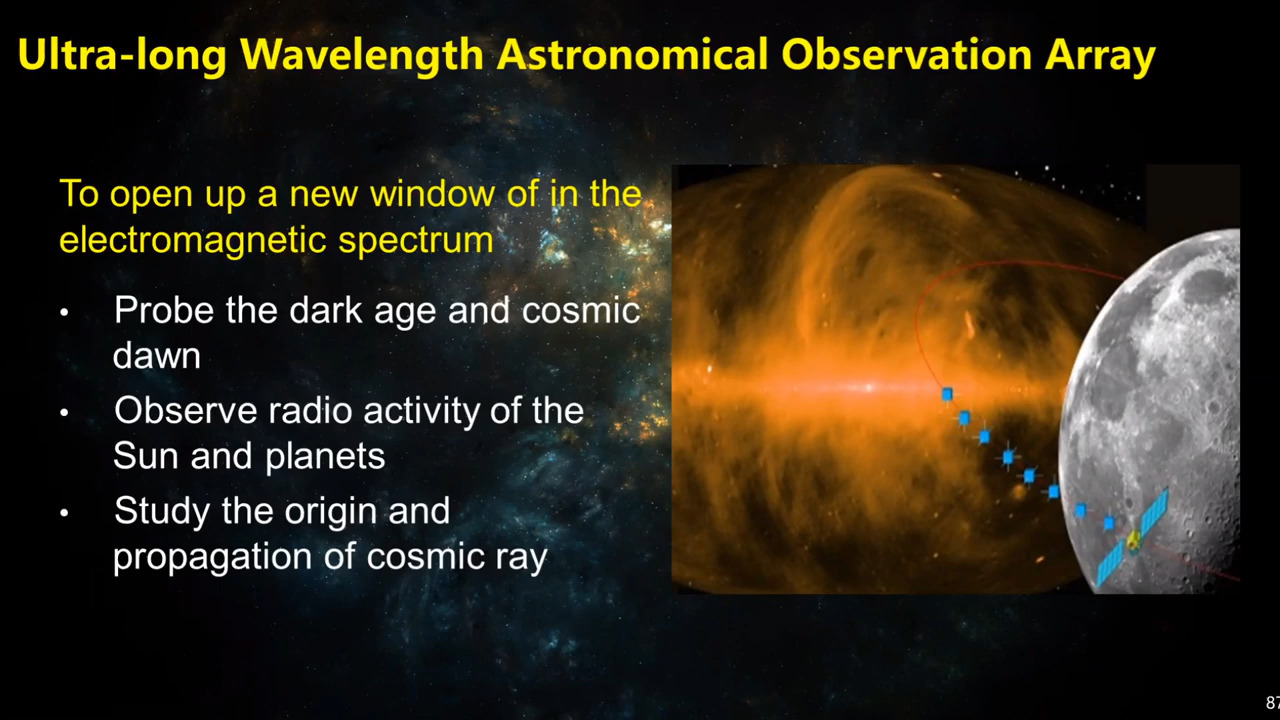 Ultra-long Wavelength Astronomical Observation Array
To open up a new window of in the
electromagnetic spectrum
• Probe the dark age and cosmic
dawn
• Observe radio activity of the
Sun and planets
• Study the origin and
propagation of cosmic ray
87